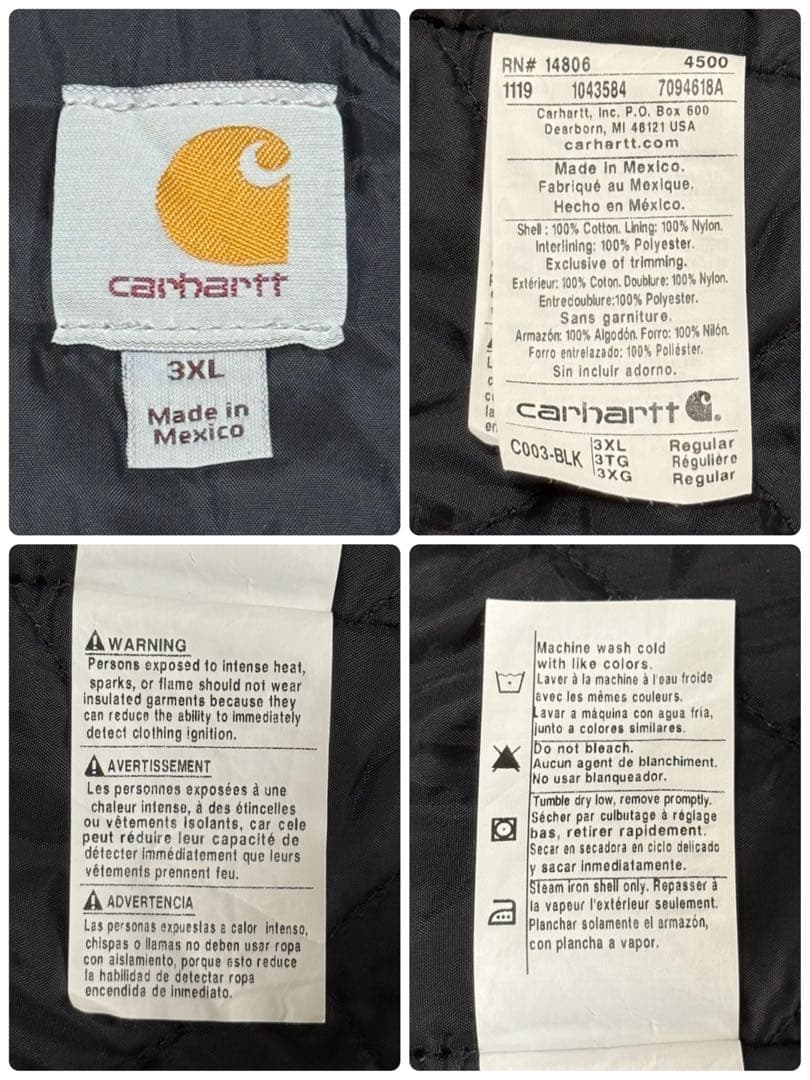 carhartt
3XL
Made in
Mexico
RN# 14806 4500
1119 1043584 7094618A
Carhartt, Inc. P.O. Box 600
Dearborn, MI 48121 USA
carhartt.com
Made in Mexico.
Fabriqué au Mexique.
Hecho en México.
Shell : 100% Cotton. Lining: 100% Nylon.
Interlining: 100% Polyester.
Exclusive of trimming.
Extérieur: 100% Coton. Doublure: 100% Nylon.
Entredoublure:100% Polyester.
Sans garniture.
Armazón: 100% Algodón. Forro: 100% Nilón.
Forro entrelazado: 100% Poliéster.
Sin incluir adorno.
carhartt
C003-BLK 3XL Regular
3TG Régulière
3XG Regular
WARNING
Persons exposed to intense heat,
sparks, or flame should not wear
insulated garments because they
can reduce the ability to immediately
detect clothing ignition.
AVERTISSEMENT
Les personnes exposées à une
chaleur intense, à des étincelles
ou vêtements isolants, car cele
peut réduire leur capacité de
détecter immédiatement que leurs
vêtements prennent feu.
ADVERTENCIA
Las personas expuestas a calor intenso,
chispas o llamas no deben usar ropa
con aislamiento, porque esto reduce
la habilidad de detectar ropa
encendida de inmediato.
Machine wash cold
with like colors.
Laver à la machine à l'eau froide
avec les mêmes couleurs.
Lavar a máquina con agua fría,
junto a colores similares.
Do not bleach.
Aucun agent de blanchiment.
No usar blanqueador.
Tumble dry low, remove promptly.
Sécher par culbutage à réglage
bas, retirer rapidement.
Secar en secadora en ciclo delicado
y sacar inmediatamente.
Steam iron shell only. Repasser à
la vapeur l'extérieur seulement.
Planchar solamente el armazón,
con plancha a vapor.